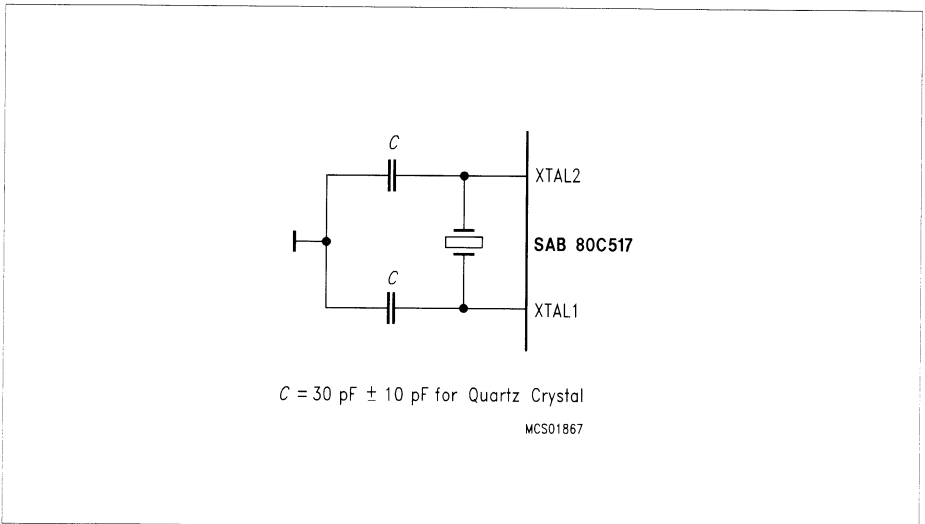 C
XTAL2
SAB 80C517
C
XTAL1
C = 30 pF ± 10 pF for Quartz Crystal
MCS01867